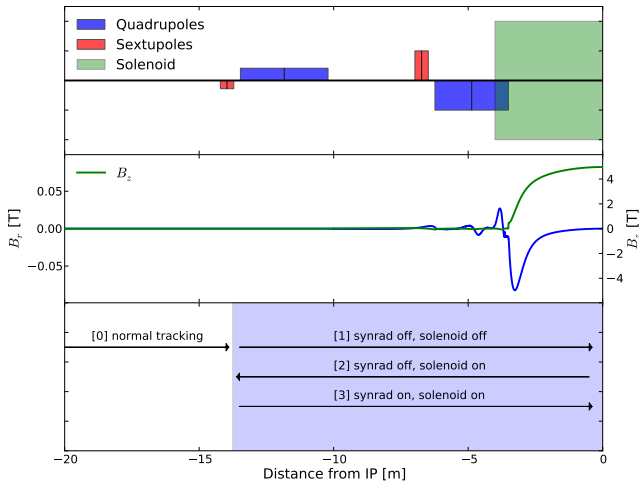 Quadrupoles
Sextupoles
Solenoid
B_z
0.05
0.00
−0.05
B_r [T]
4
2
0
−2
−4
B_z [T]
[0] normal tracking
[1] synrad off, solenoid off
[2] synrad off, solenoid on
[3] synrad on, solenoid on
−20
−15
−10
−5
0
Distance from IP [m]